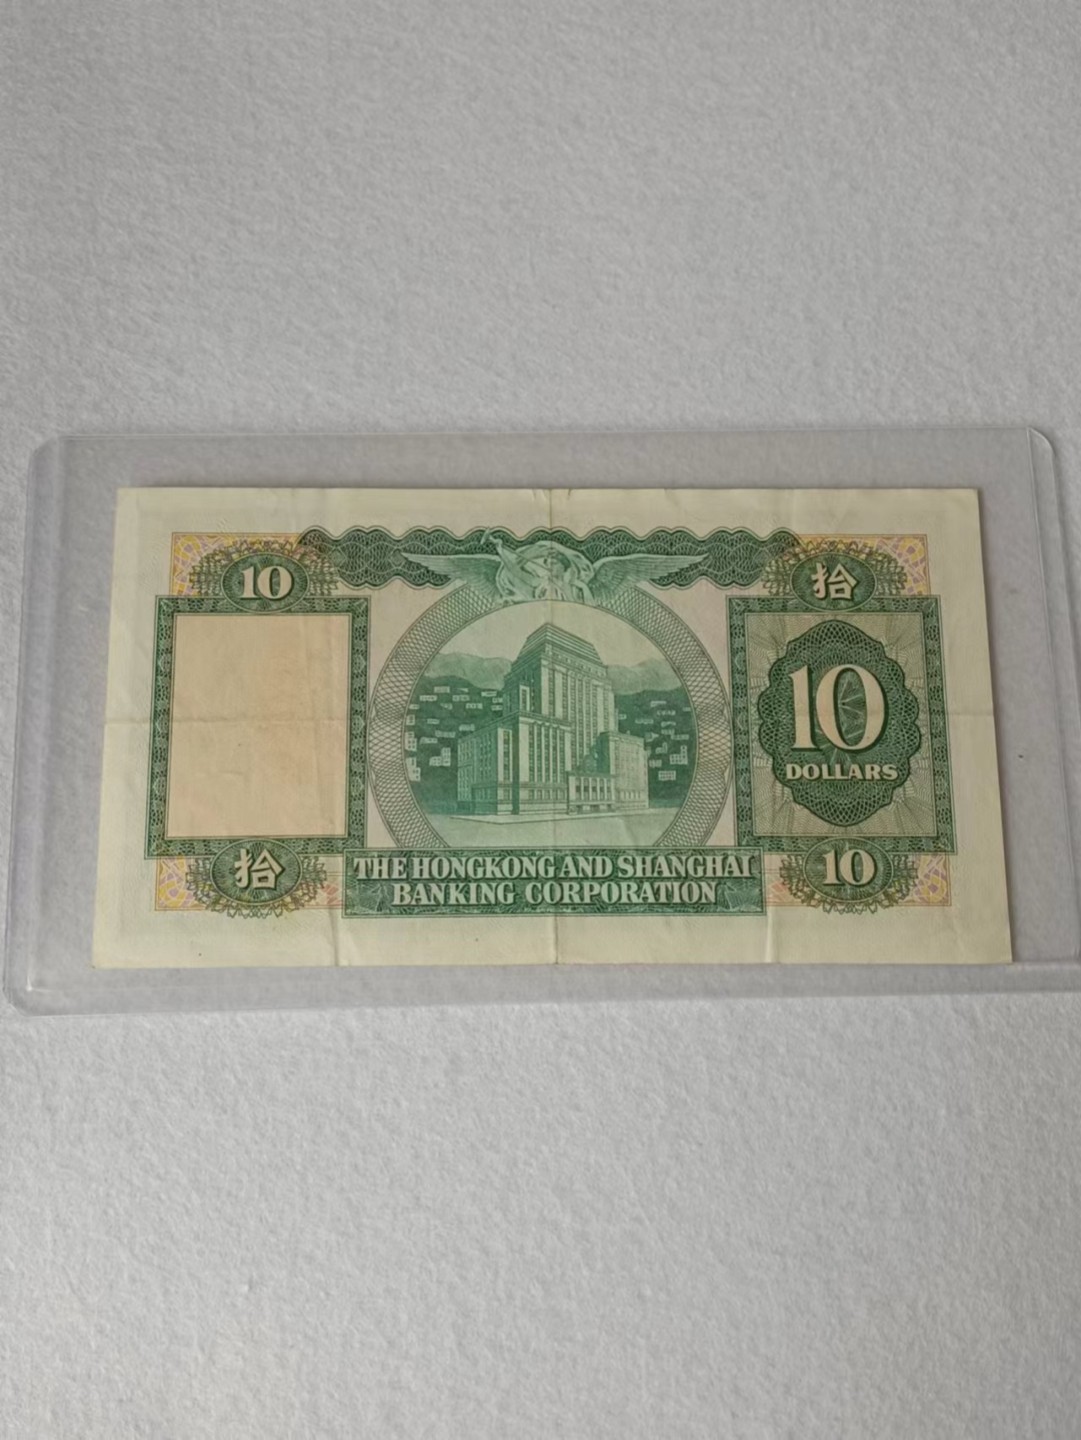 10
拾
10
DOLLARS
拾
THE HONGKONG AND SHANGHAI
BANKING CORPORATION
10